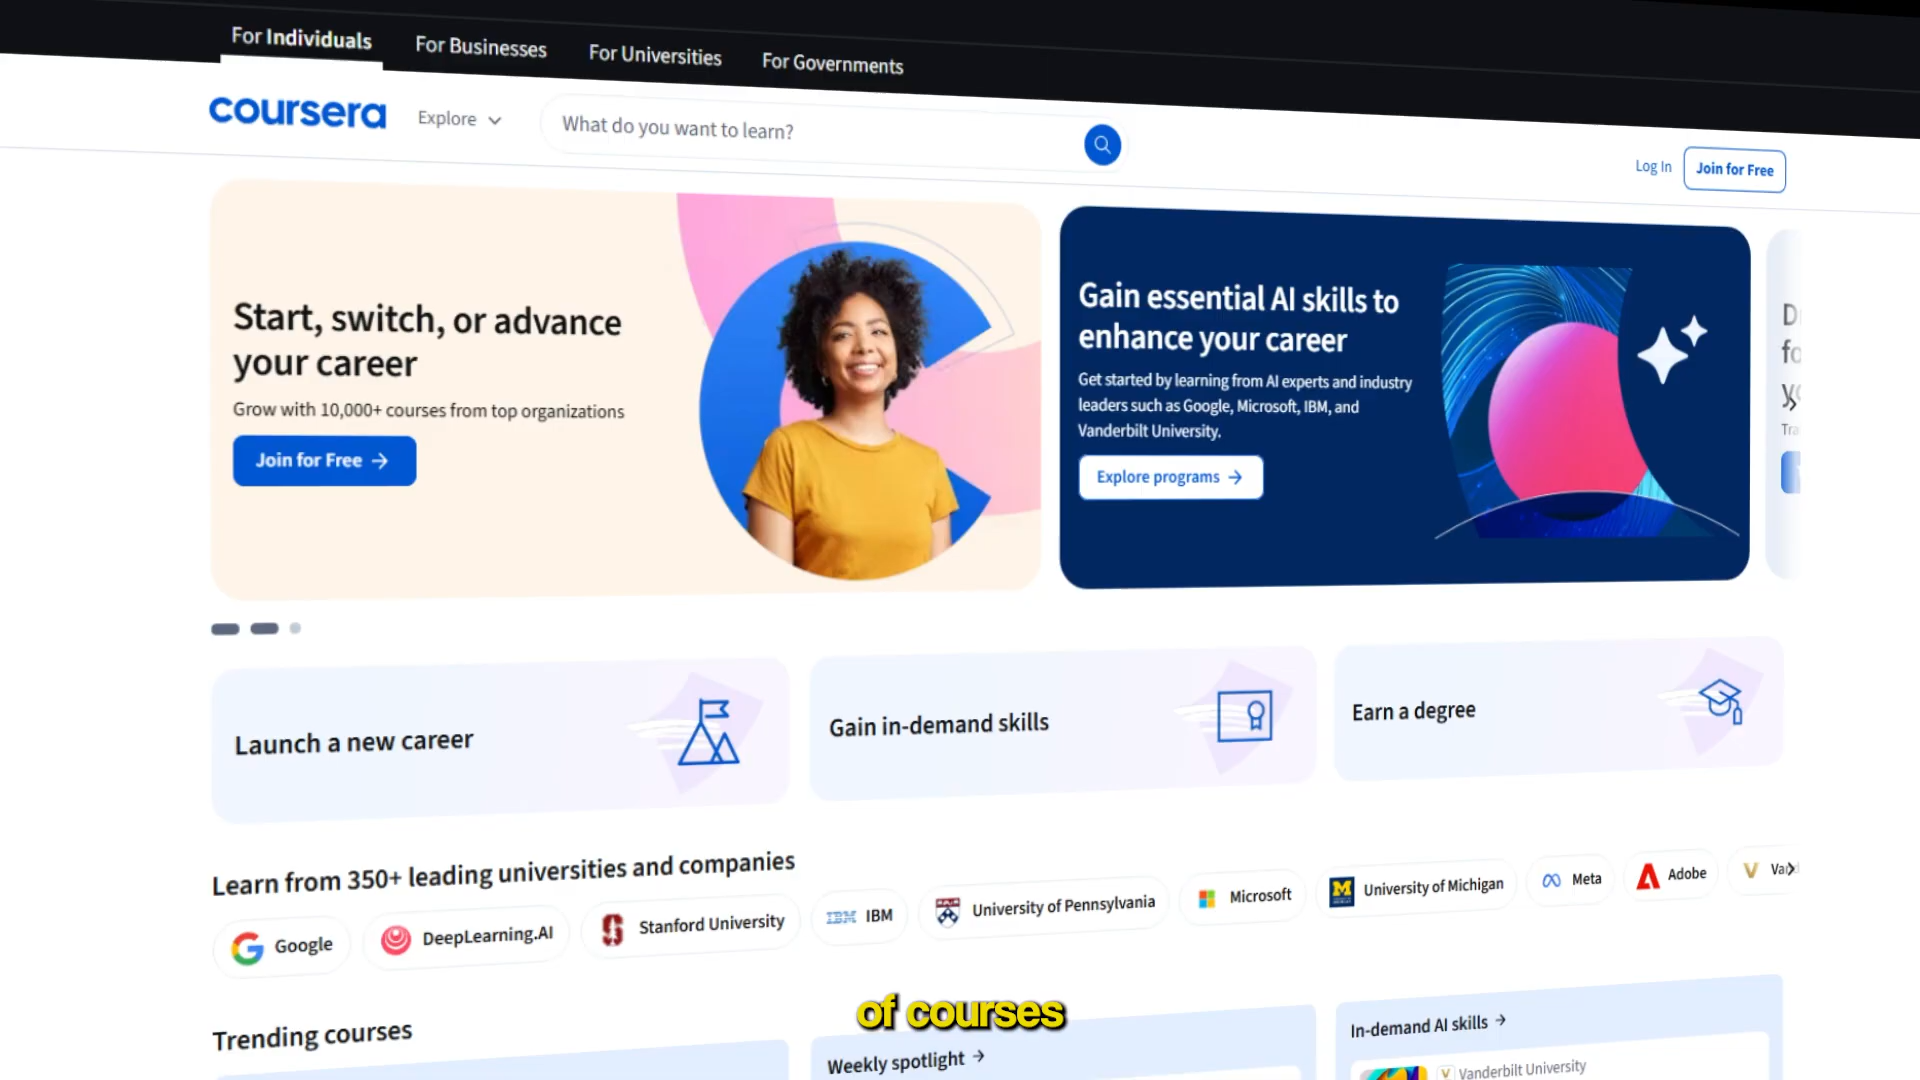 For Individuals
For Businesses
For Universities
For Governments
coursera
Explore
What do you want to learn?
Log In
Join for Free
Start, switch, or advance
your career
Grow with 10,000+ courses from top organizations
Join for Free →
Gain essential AI skills to
enhance your career
Get started by learning from AI experts and industry
leaders such as Google, Microsoft, IBM, and
Vanderbilt University.
Explore programs →
Launch a new career
Gain in-demand skills
Earn a degree
Learn from 350+ leading universities and companies
Google
DeepLearning.AI
Stanford University
IBM IBM
University of Pennsylvania
Microsoft
University of Michigan
Meta
Adobe
Trending courses
of courses
Weekly spotlight →
In-demand AI skills →
Vanderbilt University